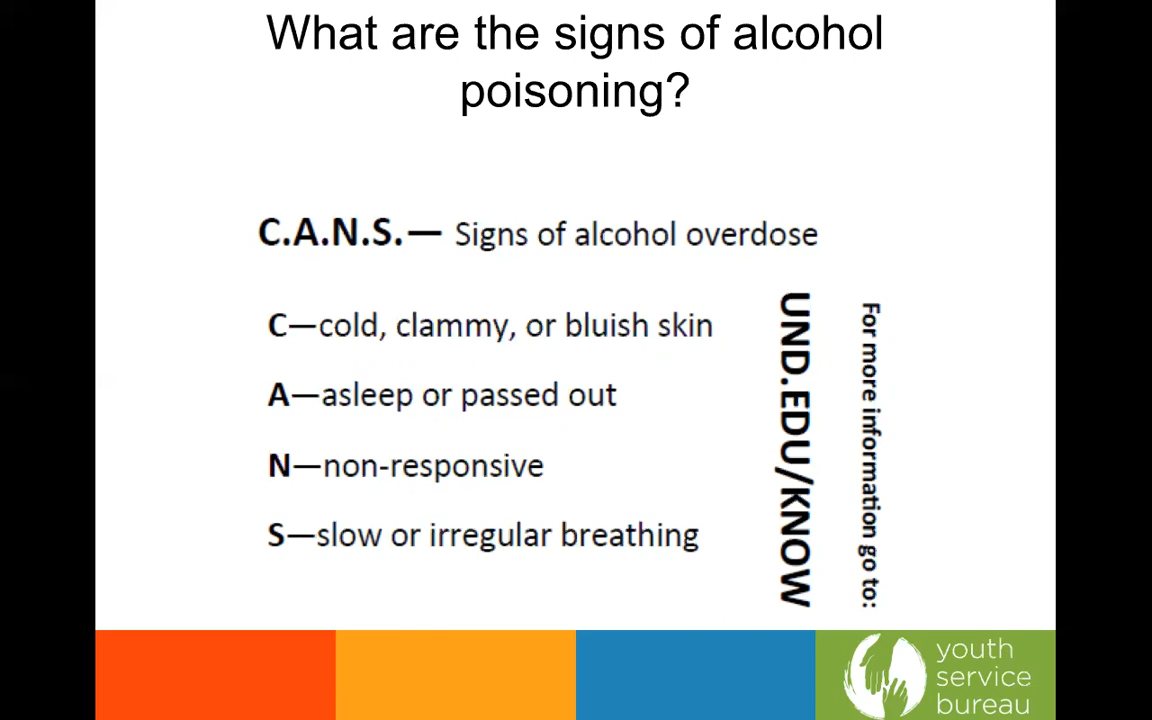 What are the signs of alcohol
poisoning?
C.A.N.S.— Signs of alcohol overdose
C—cold, clammy, or bluish skin
A—asleep or passed out
N—non-responsive
S—slow or irregular breathing
For more information go to:
UND.EDU/KNOW
youth
service
bureau